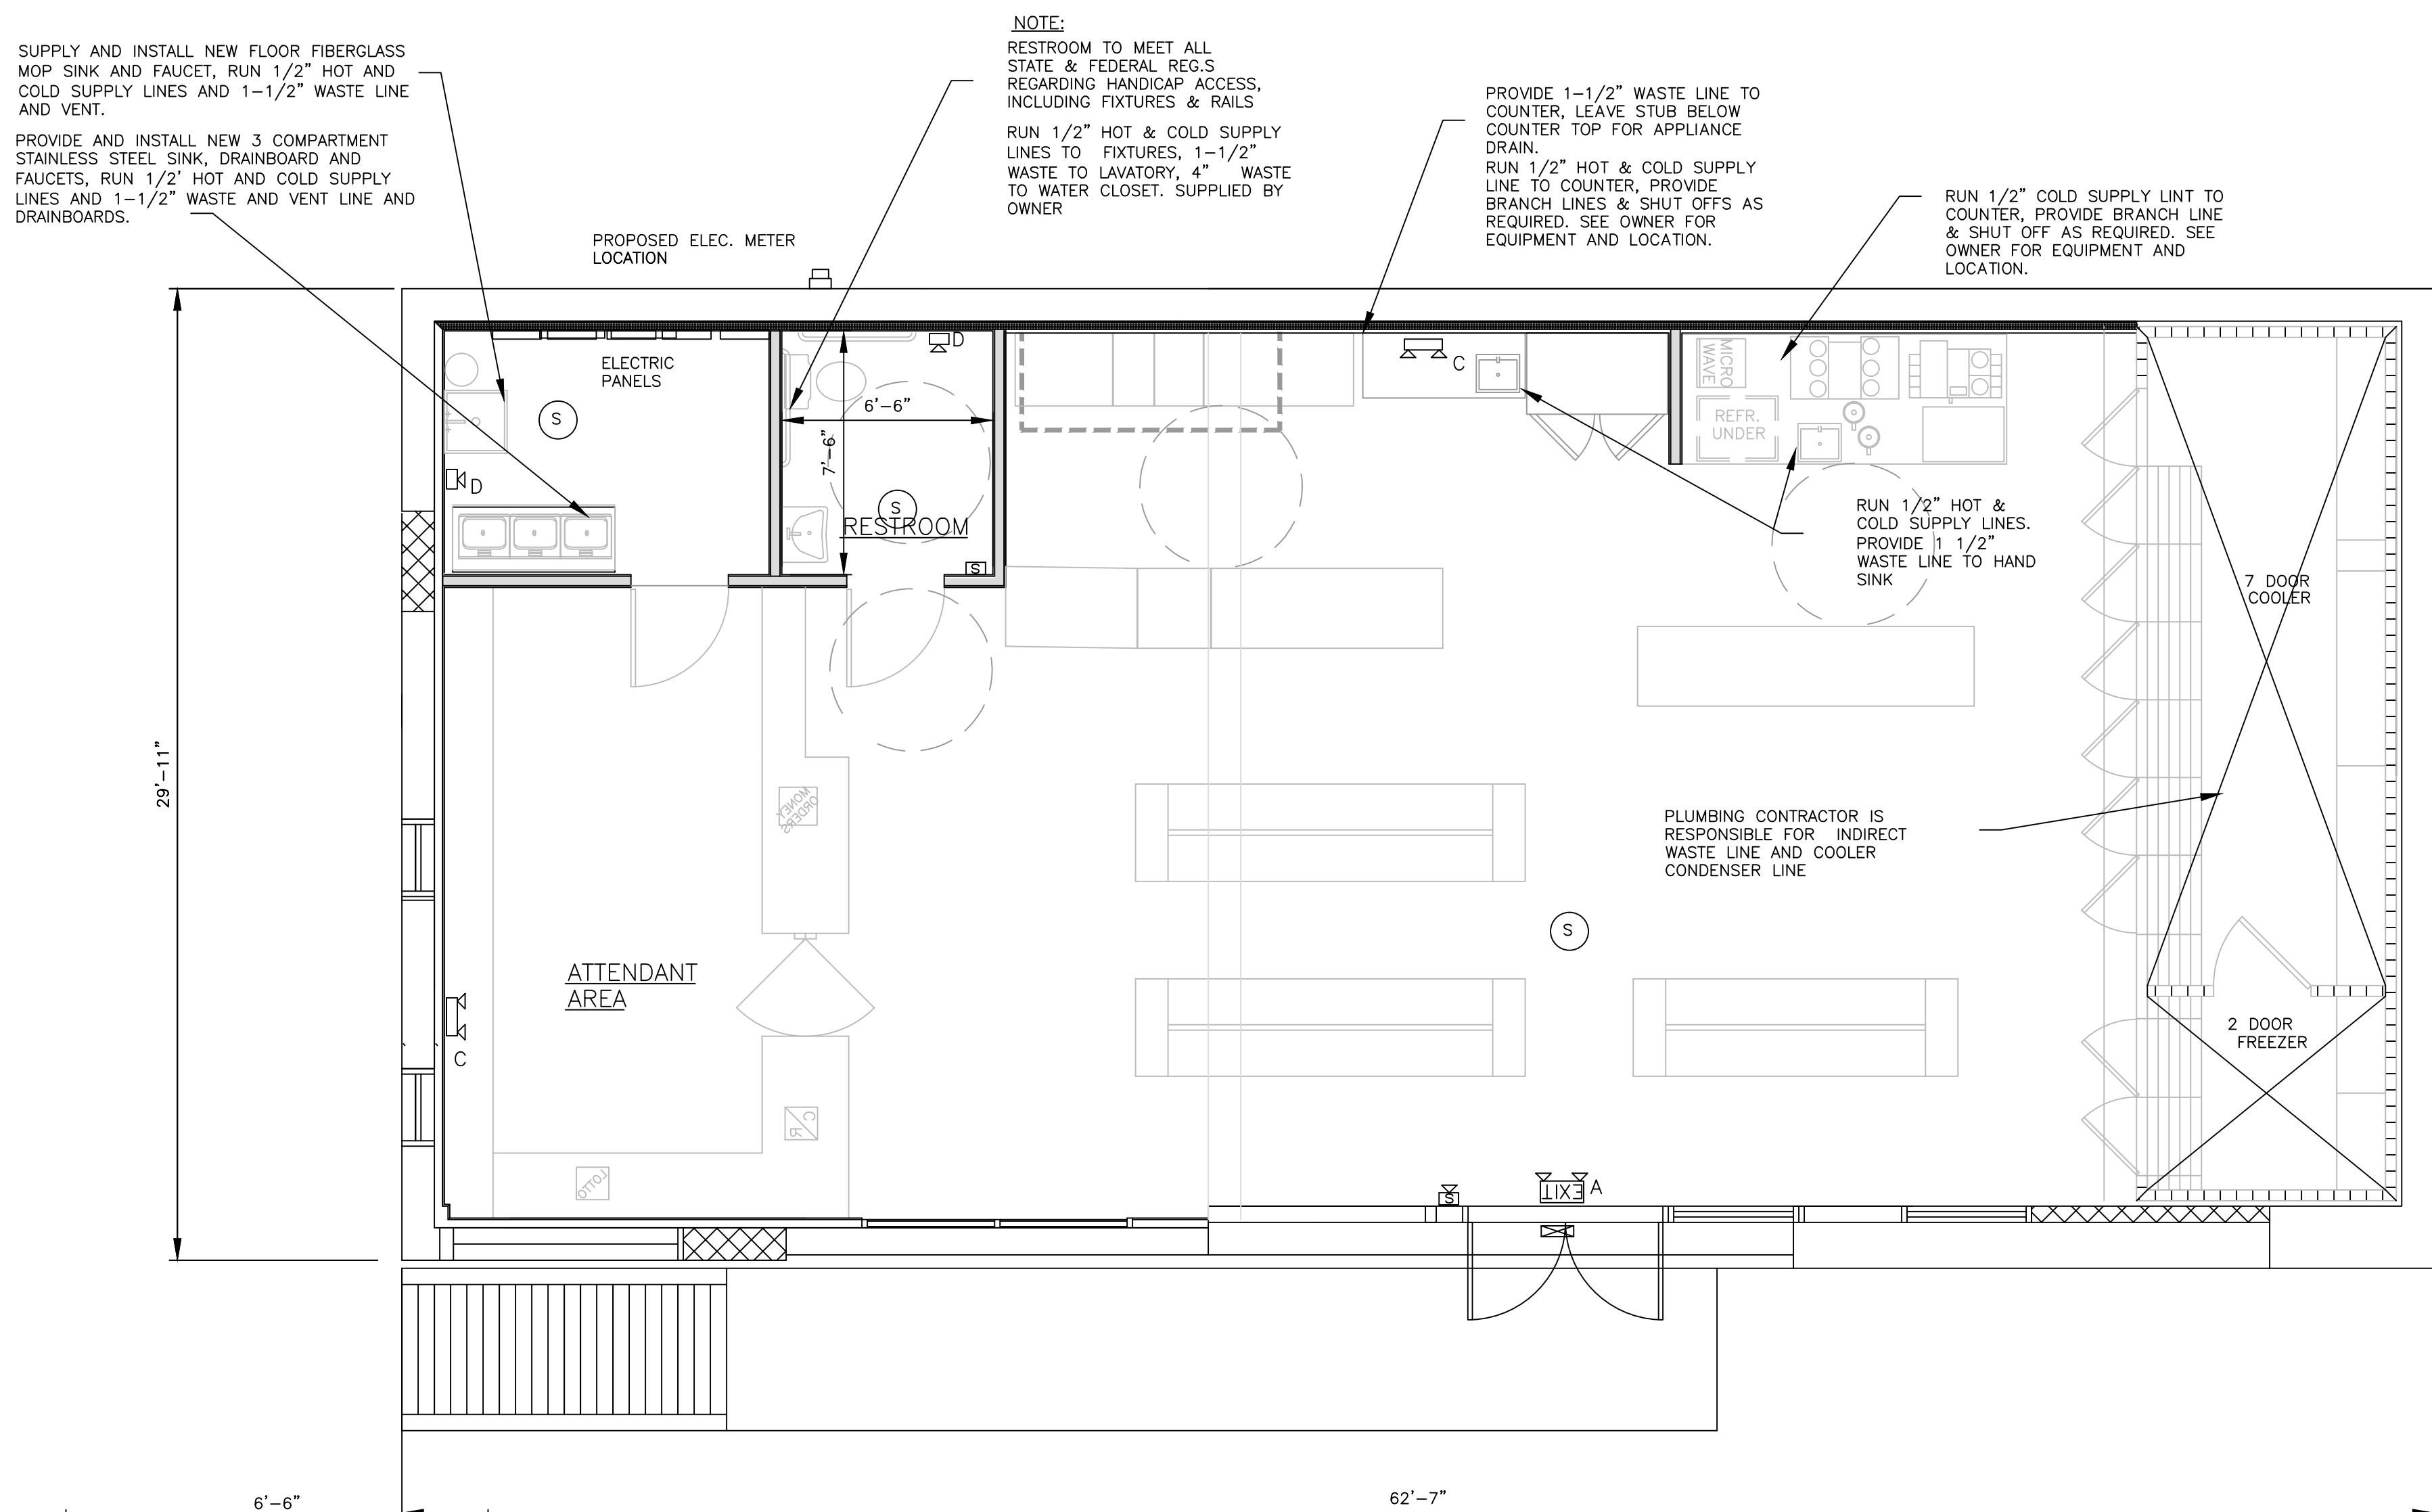 NOTE:
RESTROOM TO MEET ALL
STATE & FEDERAL REG.S
REGARDING HANDICAP ACCESS,
INCLUDING FIXTURES & RAILS
RUN 1/2" HOT & COLD SUPPLY
LINES TO FIXTURES, 1-1/2"
WASTE TO LAVATORY, 4" WASTE
TO WATER CLOSET. SUPPLIED BY
OWNER
SUPPLY AND INSTALL NEW FLOOR FIBERGLASS
MOP SINK AND FAUCET, RUN 1/2" HOT AND
COLD SUPPLY LINES AND 1-1/2" WASTE LINE
AND VENT.
PROVIDE AND INSTALL NEW 3 COMPARTMENT
STAINLESS STEEL SINK, DRAINBOARD AND
FAUCETS, RUN 1/2' HOT AND COLD SUPPLY
LINES AND 1-1/2" WASTE AND VENT LINE AND
DRAINBOARDS.
PROPOSED ELEC. METER
LOCATION
PROVIDE 1-1/2" WASTE LINE TO
COUNTER, LEAVE STUB BELOW
COUNTER TOP FOR APPLIANCE
DRAIN.
RUN 1/2" HOT & COLD SUPPLY
LINE TO COUNTER, PROVIDE
BRANCH LINES & SHUT OFFS AS
REQUIRED. SEE OWNER FOR
EQUIPMENT AND LOCATION.
RUN 1/2" COLD SUPPLY LINT TO
COUNTER, PROVIDE BRANCH LINE
& SHUT OFF AS REQUIRED. SEE
OWNER FOR EQUIPMENT AND
LOCATION.
ELECTRIC
PANELS
S
D
D
6'-6"
7'-6"
S
RESTROOM
S
C
MICRO
WAVE
REFR.
UNDER
RUN 1/2" HOT &
COLD SUPPLY LINES.
PROVIDE 1 1/2"
WASTE LINE TO HAND
SINK
7 DOOR
COOLER
29'-11"
MONEY
ORDERS
PLUMBING CONTRACTOR IS
RESPONSIBLE FOR INDIRECT
WASTE LINE AND COOLER
CONDENSER LINE
S
ATTENDANT
AREA
C
2 DOOR
FREEZER
C
R
LOTTO
S
EXIT
A
6'-6"
62'-7"